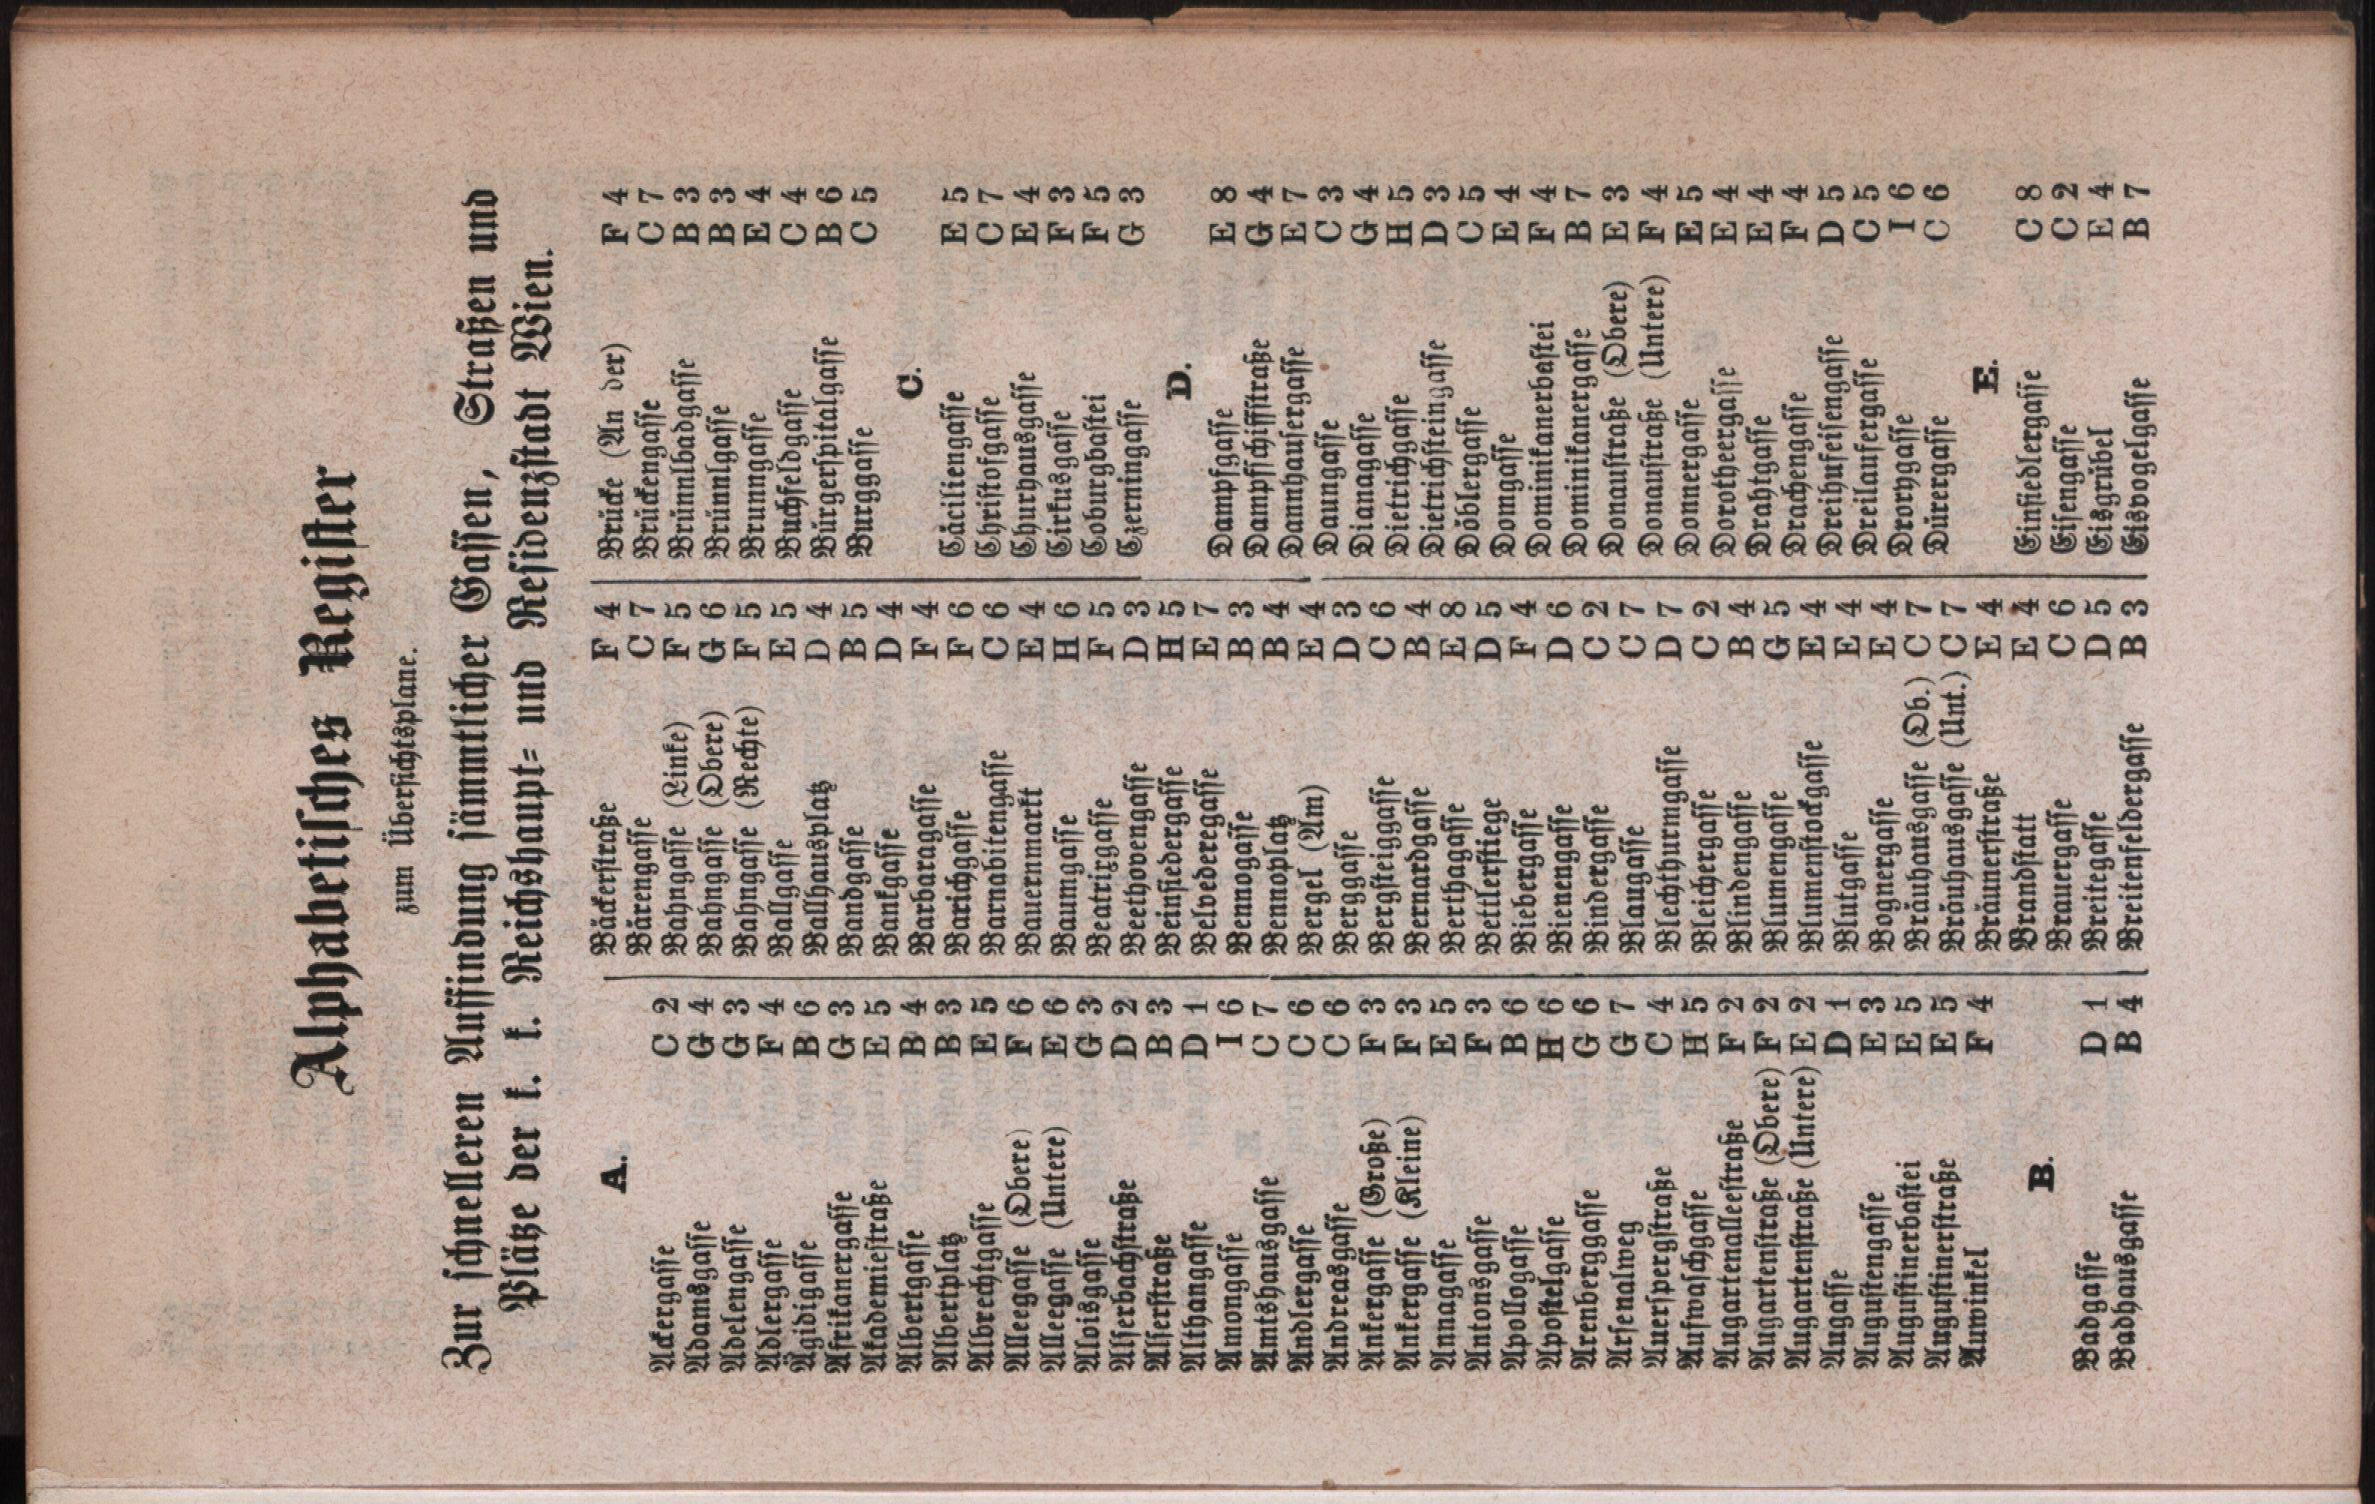 Alphabetisches Register
zum Übersichtsplane.
Zur schnelleren Auffindung sämmtlicher Gassen, Straßen und
Plätze der k. k. Reichshaupt- und Residenzstadt Wien.
A.
Ackergasse C 2
Adamsgasse G 4
Adelengasse G 3
Adlergasse F 4
Ägidigasse B 6
Afrikanergasse G 3
Akademiestraße E 5
Albertgasse B 4
Albertplatz B 3
Albrechtgasse E 5
Alleegasse (Obere) F 6
Alleegasse (Untere) E 6
Aloisgasse G 3
Alserbachstraße D 2
Alserstraße B 3
Althangasse D 1
Amongasse I 6
Amtshausgasse C 7
Andlergasse C 6
Andreasgasse C 6
Ankergasse (Große) F 3
Ankergasse (Kleine) F 3
Annagasse E 5
Antonsgasse F 3
Apollogasse B 6
Apostelgasse H 6
Arenberggasse G 6
Arsenalweg G 7
Auerspergstraße C 4
Aufwaschgasse H 5
Augartenalleestraße F 2
Augartenstraße (Obere) F 2
Augartenstraße (Untere) E 2
Augasse D 1
Augustengasse E 3
Augustinerbastei E 5
Augustinerstraße E 5
Auwinkel F 4
B.
Badgasse D 1
Badhausgasse B 4
Bäckerstraße F 4
Bärengasse C 7
Bahngasse (Linke) F 5
Bahngasse (Obere) G 6
Bahngasse (Rechte) F 5
Ballgasse E 5
Ballhausplatz D 4
Bandgasse B 5
Bankgasse D 4
Barbaragasse F 4
Barichgasse F 6
Barnabitengasse C 6
Bauernmarkt E 4
Baumgasse H 6
Beatrixgasse F 5
Beethovengasse D 3
Beinsiedergasse H 5
Belvederegasse E 7
Bennogasse B 3
Bennoplatz B 4
Bergel (Am) E 4
Berggasse D 3
Bergsteiggasse C 6
Bernardgasse B 4
Berthagasse E 8
Bettlerstiege D 5
Biebergasse F 4
Bienengasse D 6
Bindergasse C 2
Blaugasse C 7
Blechthurmgasse D 7
Bleichergasse C 2
Blindengasse B 4
Blumengasse G 5
Blumenstockgasse E 4
Blutgasse E 4
Bognergasse E 4
Bräuhausgasse (Ob.) C 7
Bräuhausgasse (Unt.) C 7
Bräunerstraße E 4
Brandstatt E 4
Brauergasse C 6
Breitegasse D 5
Breitenfeldergasse B 3
Brücke (An der) F 4
Brückengasse C 7
Brünnlbadgasse B 3
Brünnlgasse B 3
Brunngasse E 4
Buchfeldgasse C 4
Bürgerspitalgasse B 6
Burggasse C 5
C.
Cäciliengasse E 5
Christofgasse C 7
Churhausgasse E 4
Cirkusgasse F 3
Coburgbastei F 5
Czerningasse G 3
D.
Dampfgasse E 8
Dampfschiffstraße G 4
Dannhausergasse E 7
Daungasse C 3
Dianagasse G 4
Dietrichgasse H 5
Dietrichsteingasse D 3
Döblergasse C 5
Domgasse E 4
Dominikanerbastei F 4
Dominikanergasse B 7
Donaustraße (Obere) E 3
Donaustraße (Untere) F 4
Donnergasse E 5
Dorotheergasse E 4
Drahtgasse E 4
Drachengasse F 4
Dreihufeisengasse D 5
Dreilaufergasse C 5
Drorygasse I 6
Dürergasse C 6
E.
Einsiedlergasse C 8
Eisengasse C 2
Eisgrübel E 4
Eisvogelgasse B 7